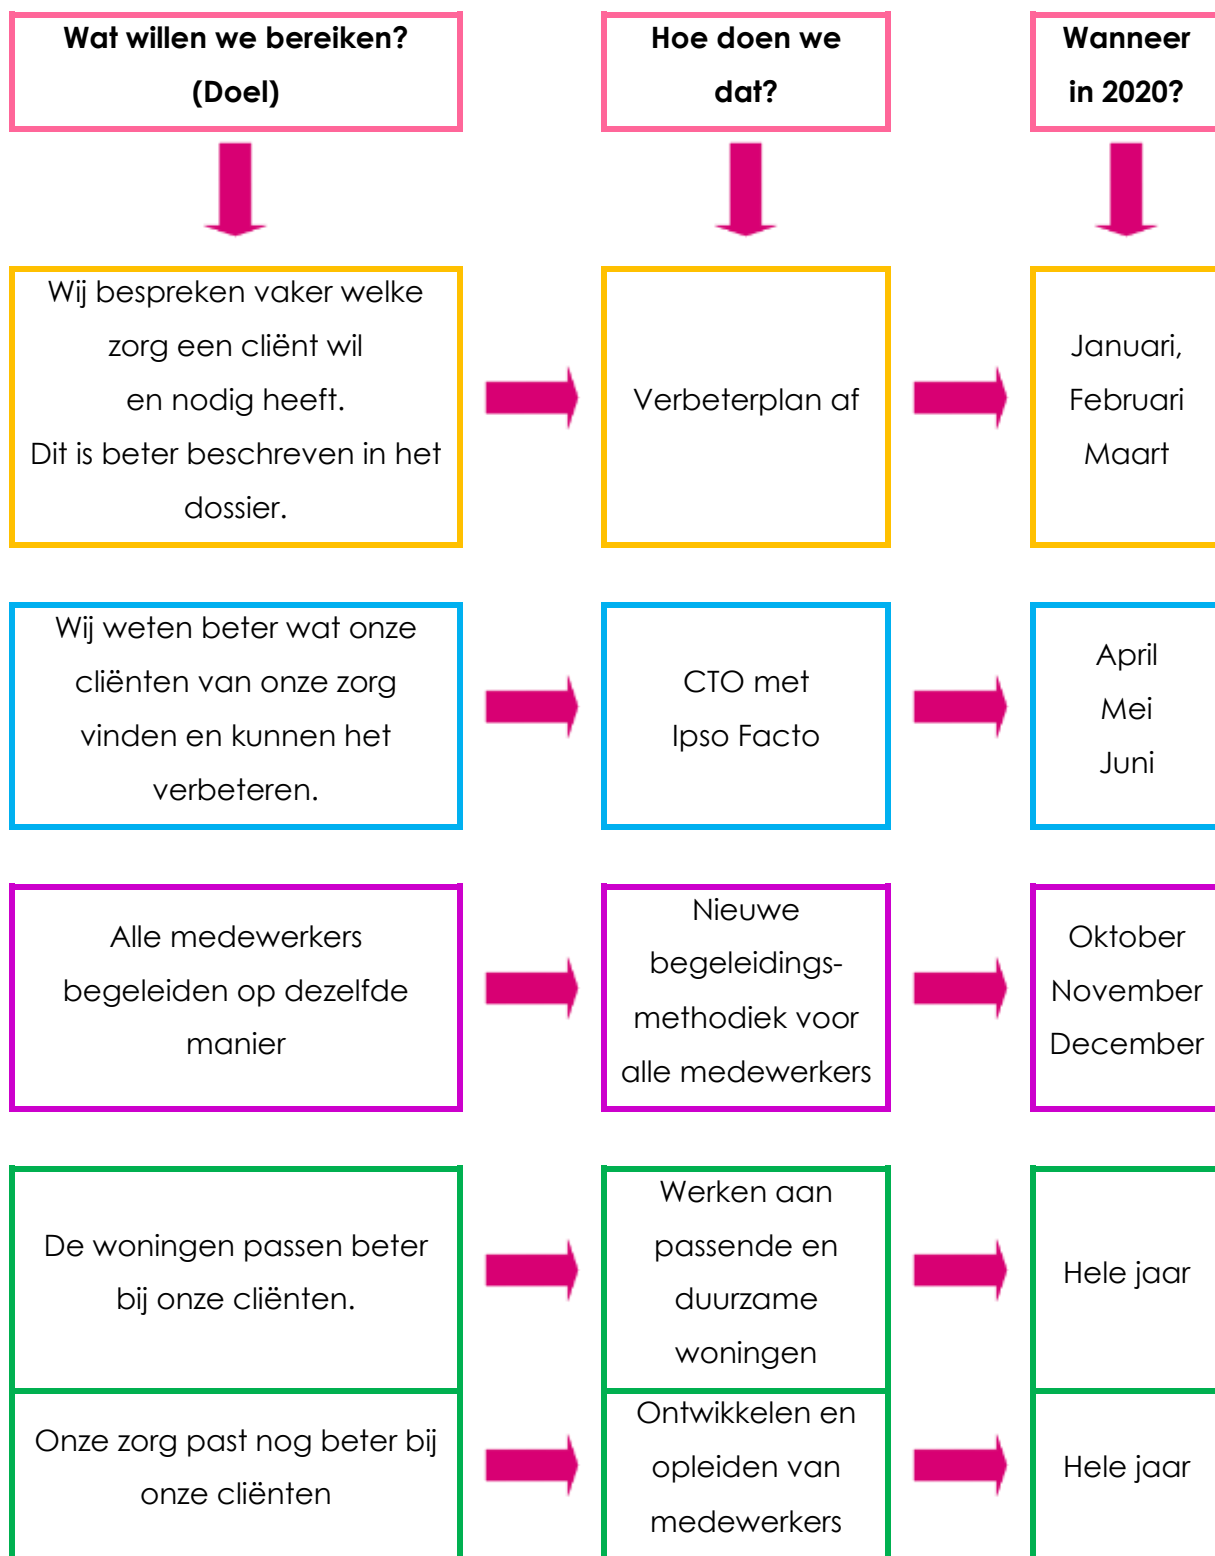 Wat willen we bereiken?
(Doel)
Hoe doen we
dat?
Wanneer
in 2020?
Wij bespreken vaker welke
zorg een cliënt wil
en nodig heeft.
Dit is beter beschreven in het
dossier.
Verbeterplan af
Januari,
Februari
Maart
Wij weten beter wat onze
cliënten van onze zorg
vinden en kunnen het
verbeteren.
CTO met
Ipso Facto
April
Mei
Juni
Alle medewerkers
begeleiden op dezelfde
manier
Nieuwe
begeleidings-
methodiek voor
alle medewerkers
Oktober
November
December
De woningen passen beter
bij onze cliënten.
Werken aan
passende en
duurzame
woningen
Hele jaar
Onze zorg past nog beter bij
onze cliënten
Ontwikkelen en
opleiden van
medewerkers
Hele jaar